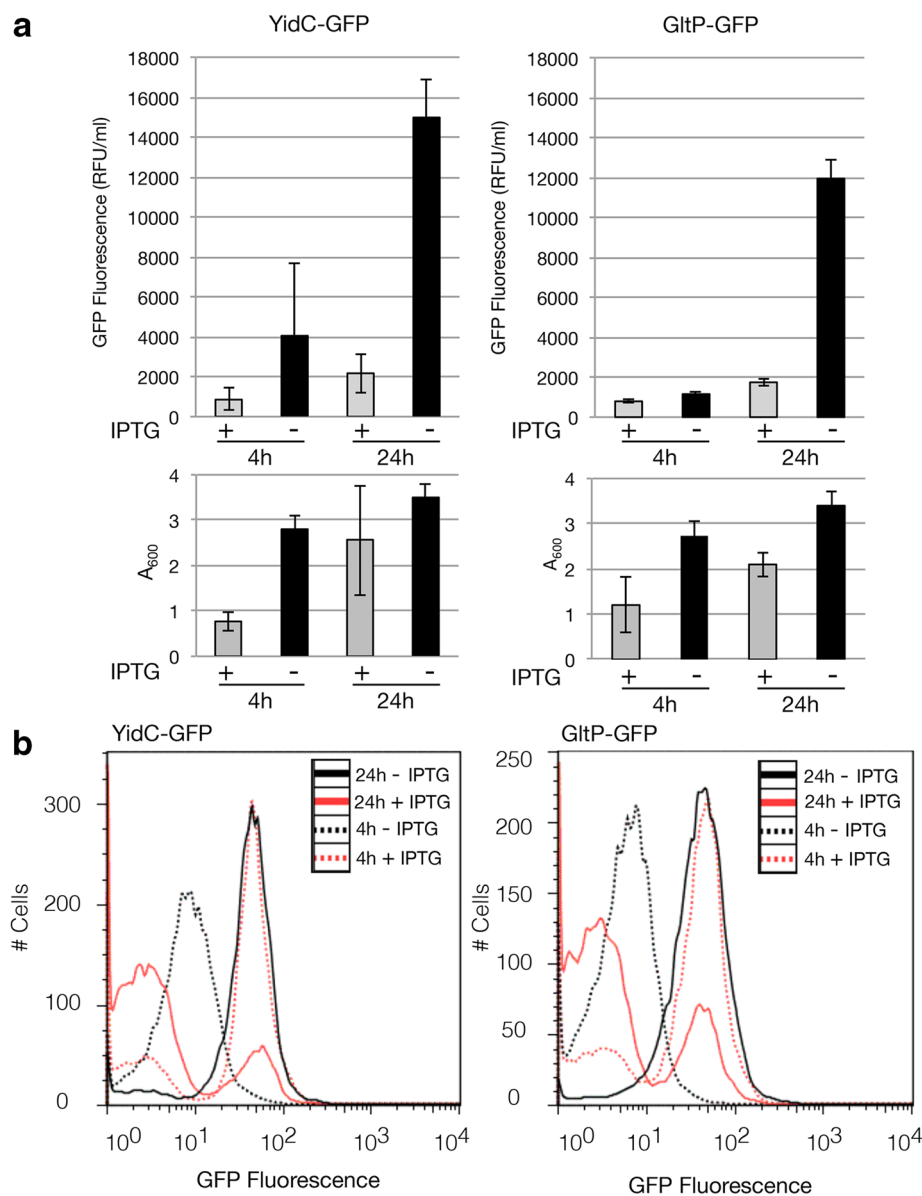 a
YidC-GFP
GFP Fluorescence (RFU/ml)
18000
16000
14000
12000
10000
8000
6000
4000
2000
0
IPTG + - + -
4h 24h
GltP-GFP
GFP Fluorescence (RFU/ml)
18000
16000
14000
12000
10000
8000
6000
4000
2000
0
IPTG + - + -
4h 24h
A600
4
3
2
1
0
IPTG + - + -
4h 24h
A600
4
3
2
1
0
IPTG + - + -
4h 24h
b
YidC-GFP
# Cells
300
200
100
0
24h - IPTG
24h + IPTG
4h - IPTG
4h + IPTG
10⁰ 10¹ 10² 10³ 10⁴
GFP Fluorescence
GltP-GFP
# Cells
250
200
150
100
50
0
24h - IPTG
24h + IPTG
4h - IPTG
4h + IPTG
10⁰ 10¹ 10² 10³ 10⁴
GFP Fluorescence